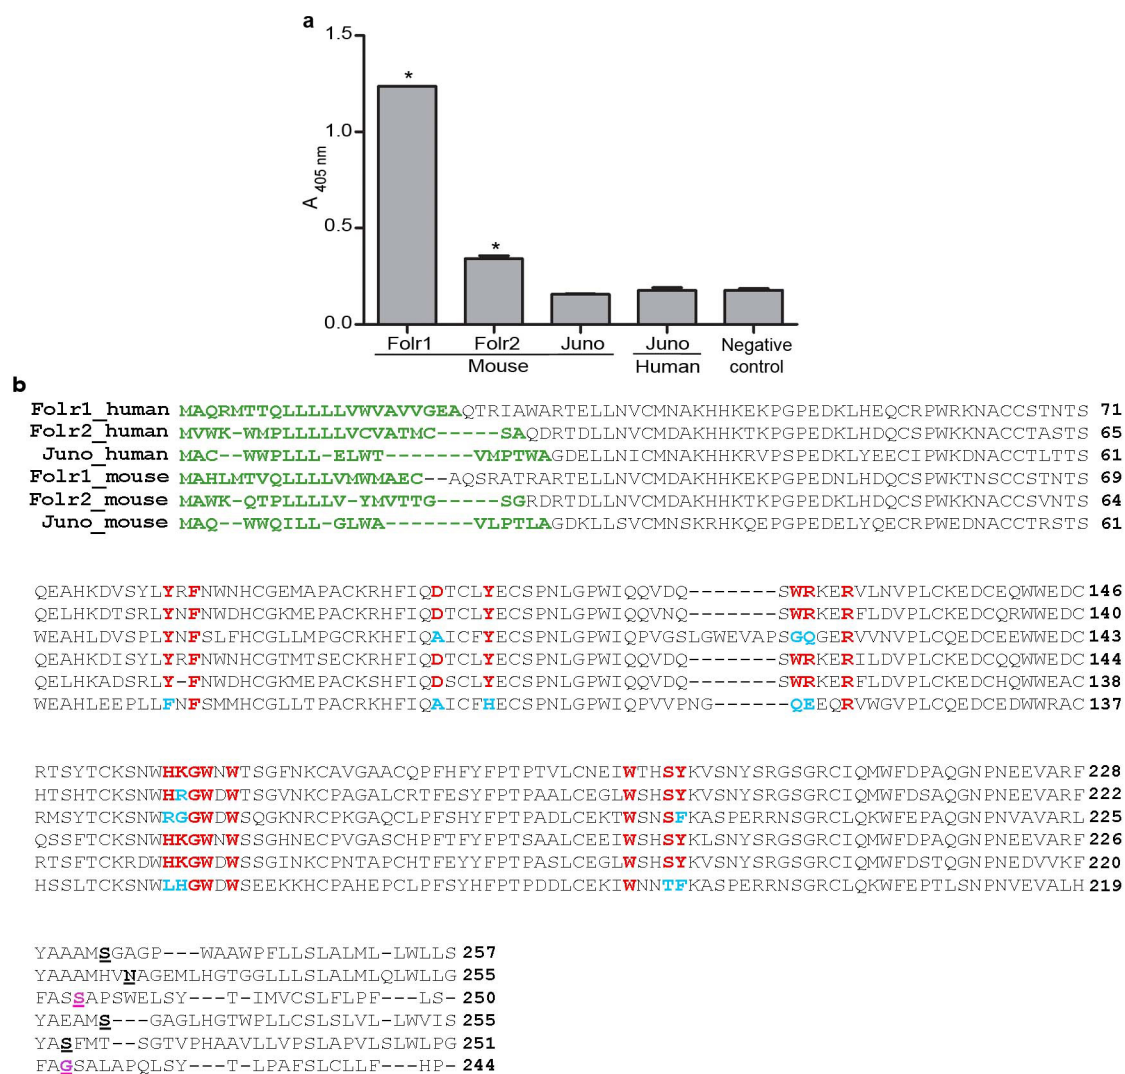 a
1.5
1.0
0.5
0.0
A 405 nm
*
*
Folr1 Folr2 Juno Juno Negative control
Mouse Human
b
Folr1_human MAQRMTTQLLLLLVWVAVVGEAQTRIAWARTELLNVCMNAKHHKEKPGPEDKLHEQCRPWRKNACCSTNTS 71
Folr2_human MVWK-WMPLLLLLVCVATMC-----SAQDRTDLLNVCMDAKHHKTKPGPEDKLHDQCSPWKKNACCTASTS 65
Juno_human MAC--WWPLLL-ELWT-------VMPTWAGDELLNICMNAKHHKRVPSPEDKLYEECIPWKDNACCTLTTS 61
Folr1_mouse MAHLMTVQLLLLVMWMAEC--AQSRATRARTELLNVCMDAKHHKEKPGPEDNLHDQCSPWKTNSCCSTNTS 69
Folr2_mouse MAWK-QTPLLLLV-YMVTTG-----SGRDRTDLLNVCMDAKHHKTKPGPEDKLHDQCSPWKKNACCSVNTS 64
Juno_mouse MAQ--WWQILL-GLWA-------VLPTLAGDKLLSVCMNSKRHKQEPGPEDELYQECRPWEDNACCTRSTS 61
QEAHKDVSYLYRFNWNHCGEMAPACKRHFIQDTCLYECSPNLGPWIQQVDQ-------SWRKERVLNVPLCKEDCEQWWEDC 146
QELHKDTSRLYNFNWDHCGKMEPACKRHFIQDTCLYECSPNLGPWIQQVNQ-------SWRKERFLDVPLCKEDCQRWWEDC 140
WEAHLDVSPLYNFSLFHCGLLMPGCRKHFIQAICFYECSPNLGPWIQPVGSLGWEVAPSGQGERVVNVPLCQEDCEEWWEDC 143
QEAHKDISYLYRFNWNHCGTMTSECKRHFIQDTCLYECSPNLGPWIQQVDQ-------SWRKERILDVPLCKEDCQQWWEDC 144
QELHKADSRLY-FNWDHCGKMEPACKSHFIQDSCLYECSPNLGPWIQQVDQ-------SWRKERFLDVPLCKEDCHQWWEAC 138
WEAHLEEPLLFNFSMMHCGLLTPACRKHFIQAICFHECSPNLGPWIQPVVPNG------QEEQRVWGVPLCQEDCEDWWRAC 137
RTSYTCKSNWHKGWNWTSGFNKCAVGAACQPFHFYFPTPTVLCNEIWTHSYKVSNYSRGSGRCIQMWFDPAQGNPNEEVARF 228
HTSHTCKSNWHRGWDWTSGVNKCPAGALCRTFESYFPTPAALCEGLWSHSYKVSNYSRGSGRCIQMWFDSAQGNPNEEVARF 222
RMSYTCKSNWRGGWDWSQGKNRCPKGAQCLPFSHYFPTPADLCEKTWSNSFKASPERRNSGRCLQKWFEPAQGNPNVAVARL 225
QSSFTCKSNWHKGWNWSSGHNECPVGASCHPFTFYFPTSAALCEEIWSHSYKLSNYSRGSGRCIQMWFDPAQGNPNEEVARF 226
RTSFTCKRDWHKGWDWSSGINKCPNTAPCHTFEYYFPTPASLCEGLWSHSYKVSNYSRGSGRCIQMWFDSTQGNPNEDVVKF 220
HSSLTCKSNWLHGWDWSEEKKHCPAHEPCLPFSYHFPTPDDLCEKIWNNTFKASPERRNSGRCLQKWFEPTLSNPNVEVALH 219
YAAAMSGAGP---WAAWPFLLSLALML-LWLLS 257
YAAAMHVNAGEMLHGTGGLLLSLALMLQLWLLG 255
FASSAPSWELSY---T-IMVCSLFLPF---LS- 250
YAEAMS---GAGLHGTWPLLCSLSLVL-LWVIS 255
YASFMT--SGTVPHAAVLLVPSLAPVLSLWLPG 251
FAGSALAPQLSY---T-LPAFSLCLLF---HP- 244